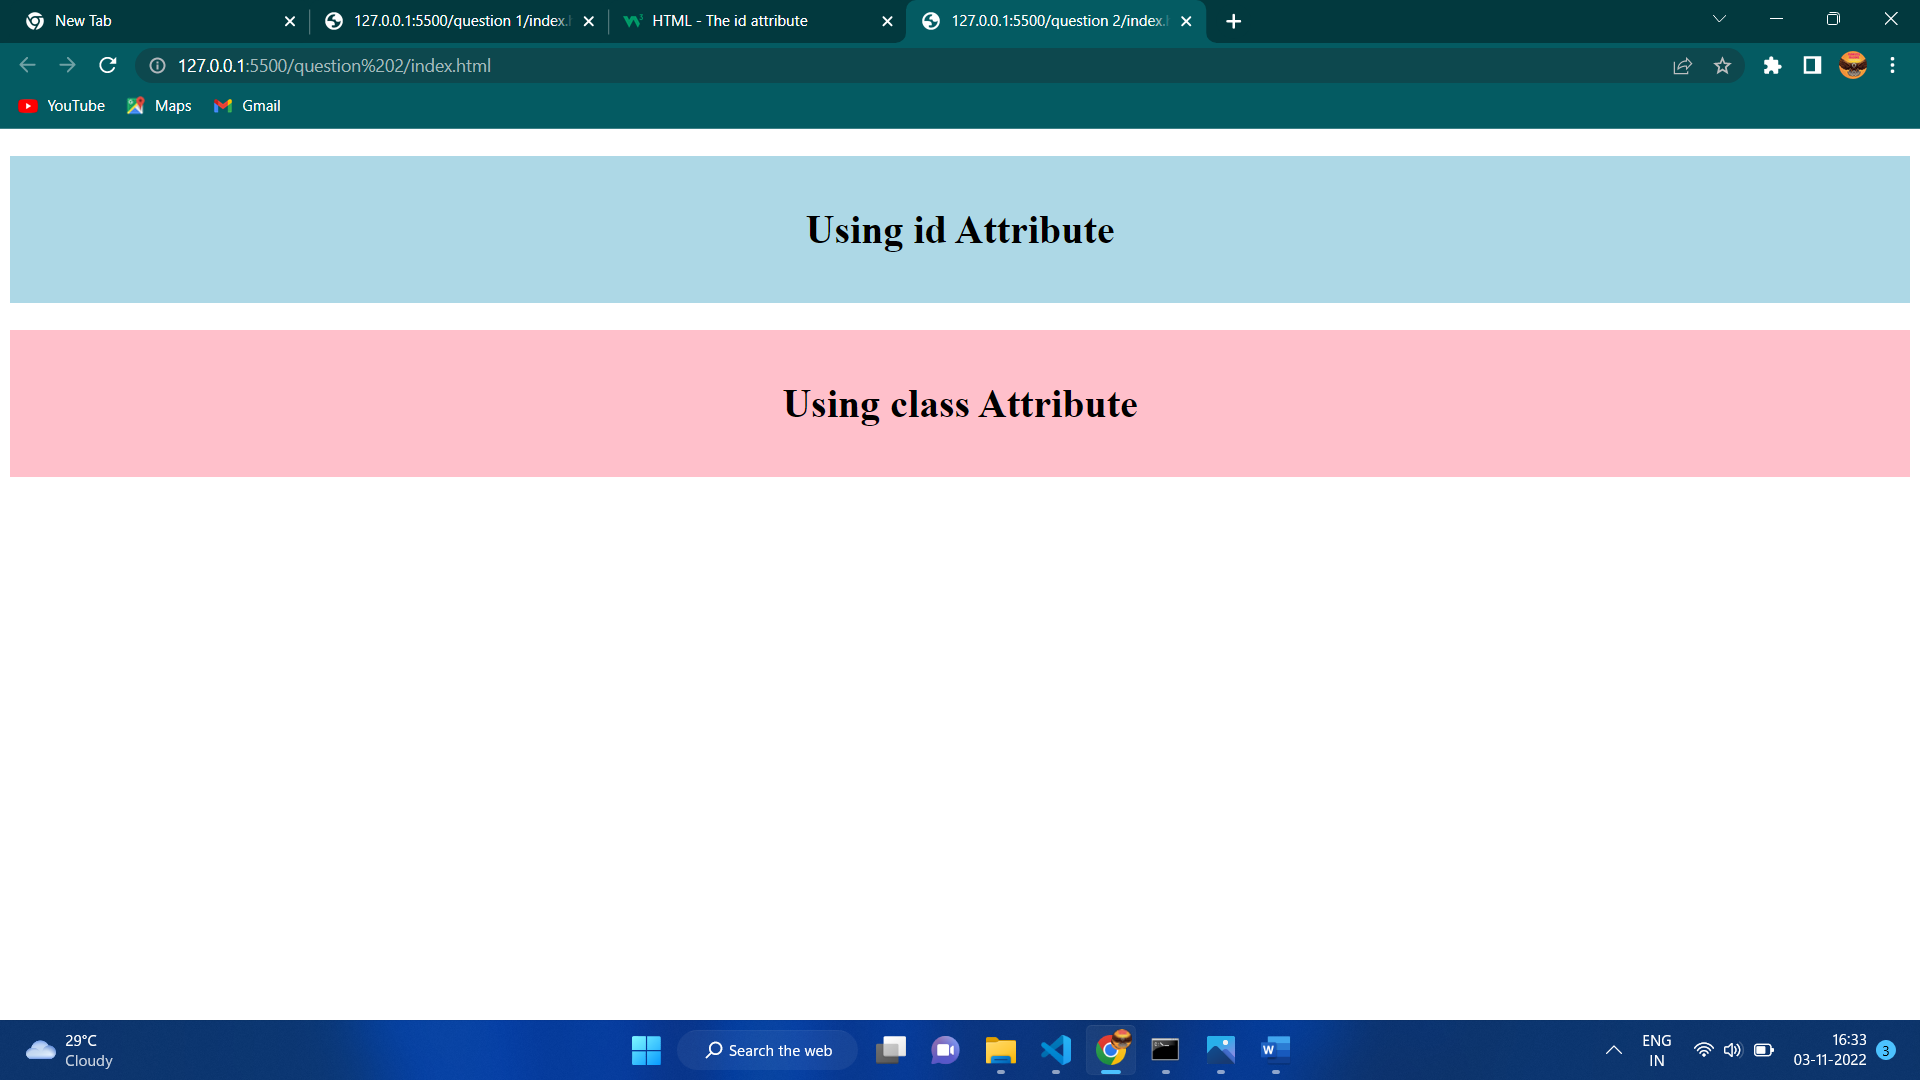 New Tab
127.0.0.1:5500/question 1/index.h
HTML - The id attribute
127.0.0.1:5500/question 2/index.h
127.0.0.1:5500/question%202/index.html
YouTube
Maps
Gmail
Using id Attribute
Using class Attribute
29°C
Cloudy
Search the web
ENG
IN
16:33
03-11-2022
3